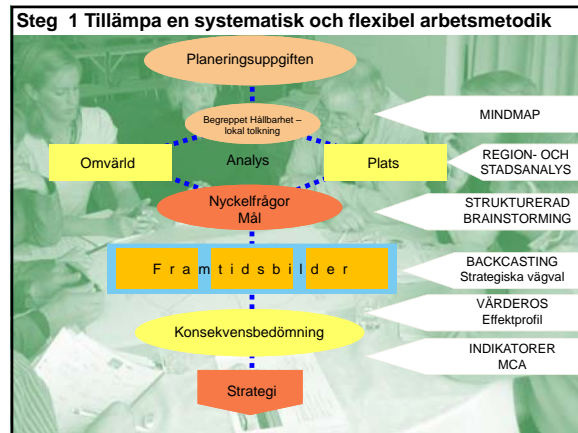 Steg 1 Tillämpa en systematisk och flexibel arbetsmetodik
Planeringsuppgiften
Begreppet Hållbarhet –
lokal tolkning
MINDMAP
Omvärld
Analys
Plats
REGION- OCH
STADSANALYS
Nyckelfrågor
Mål
STRUKTURERAD
BRAINSTORMING
Framtidsbilder
BACKCASTING
Strategiska vägval
VÄRDEROS
Effektprofil
Konsekvensbedömning
INDIKATORER
MCA
Strategi